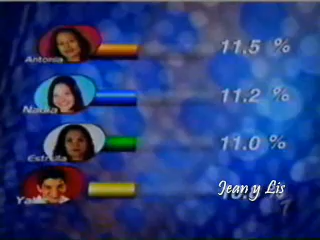 Antonia 11.5 %
Nadia 11.2 %
Estrella 11.0 %
Jean y Lis